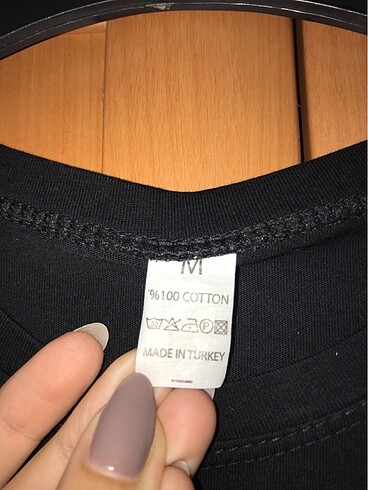 M
%100 COTTON
P
MADE IN TURKEY